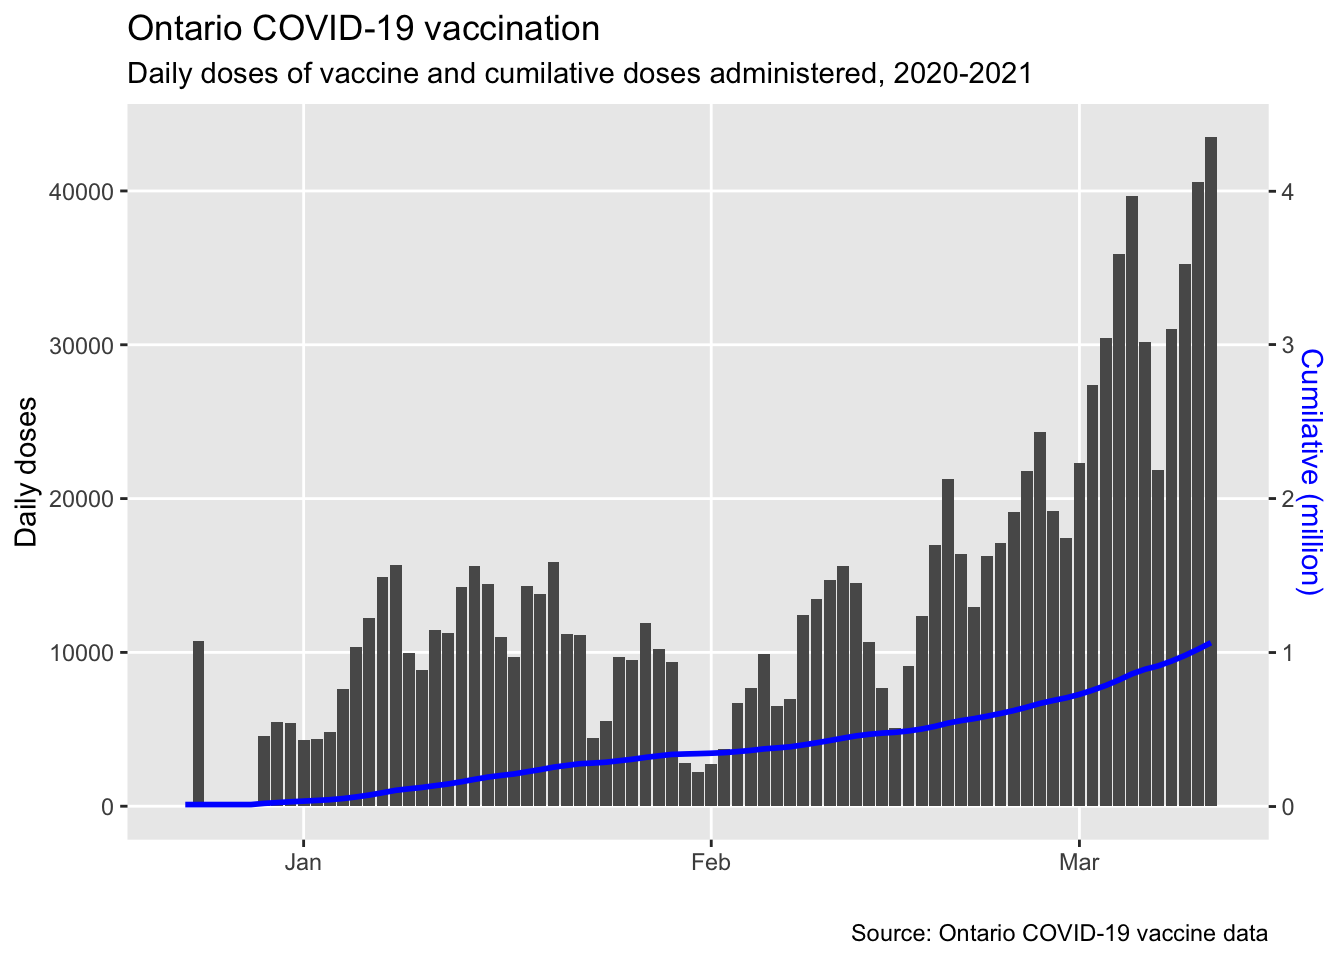 Ontario COVID-19 vaccination
Daily doses of vaccine and cumilative doses administered, 2020-2021
Daily doses
40000
30000
20000
10000
0
4
3
2
1
0
Cumilative (million)
Jan
Feb
Mar
Source: Ontario COVID-19 vaccine data